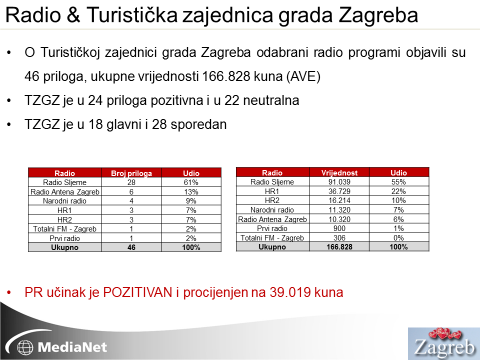 Radio & Turistička zajednica grada Zagreba
• O Turističkoj zajednici grada Zagreba odabrani radio programi objavili su
46 priloga, ukupne vrijednosti 166.828 kuna (AVE)
• TZGZ je u 24 priloga pozitivna i u 22 neutralna
• TZGZ je u 18 glavni i 28 sporedan
Radio Broj priloga Udio
Radio Sljeme 28 61%
Radio Antena Zagreb 6 13%
Narodni radio 4 9%
HR1 3 7%
HR2 3 7%
Totalni FM - Zagreb 1 2%
Prvi radio 1 2%
Ukupno 46 100%
Radio Vrijednost Udio
Radio Sljeme 91.039 55%
HR1 36.729 22%
HR2 16.214 10%
Narodni radio 11.320 7%
Radio Antena Zagreb 10.320 6%
Prvi radio 900 1%
Totalni FM - Zagreb 306 0%
Ukupno 166.828 100%
• PR učinak je POZITIVAN i procijenjen na 39.019 kuna
MediaNet
Zagreb